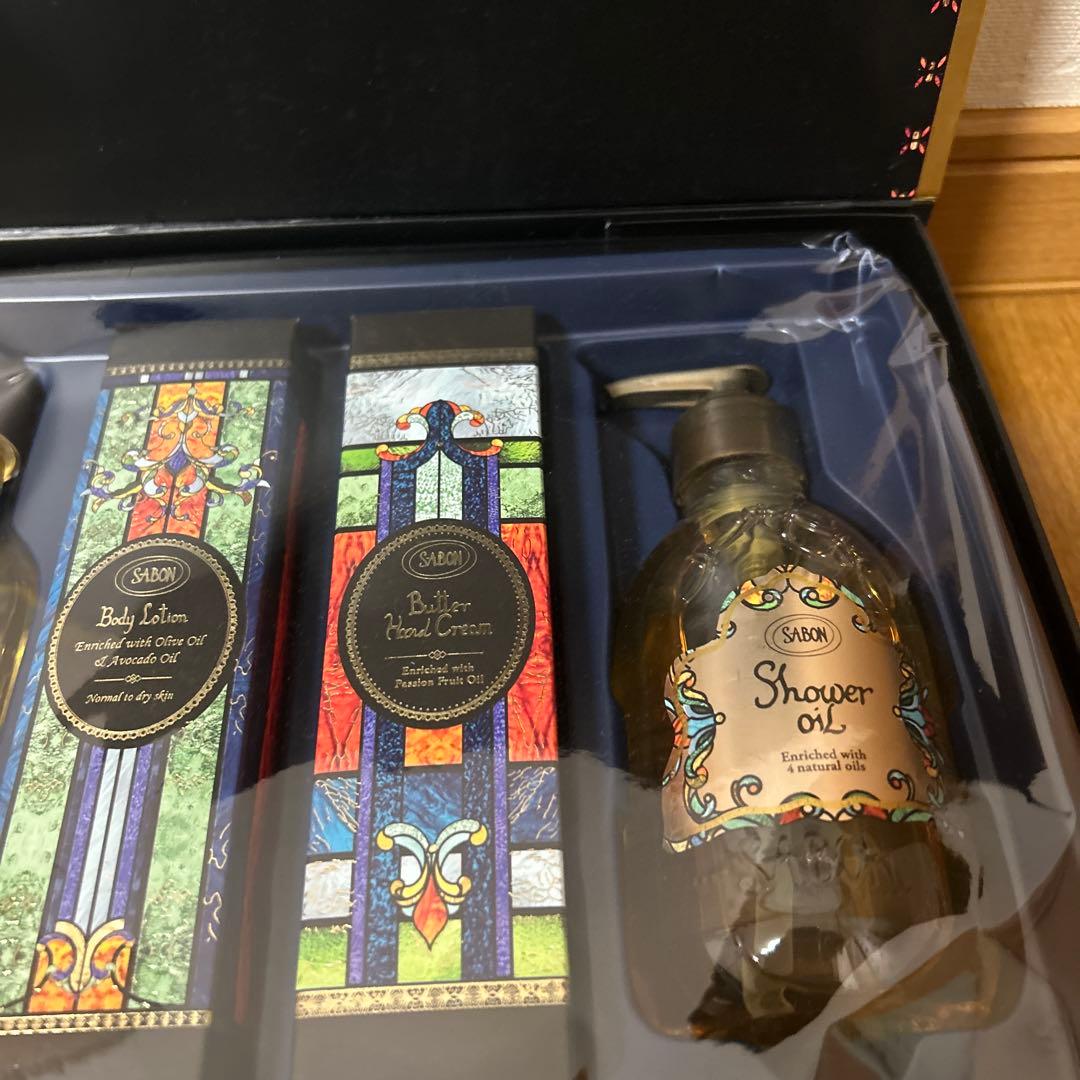 SABON
Body Lotion
Enriched with Olive Oil
& Avocado Oil
Normal to dry skin
SABON
Butter
Hand Cream
Enriched with
Passion Fruit Oil
SABON
Shower
oil
Enriched with
4 natural oils